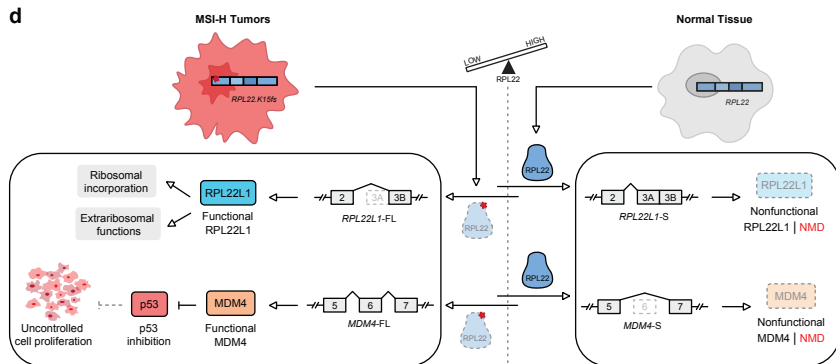 d
MSI-H Tumors
Normal Tissue
LOW
HIGH
RPL22
RPL22.K15fs
RPL22
RPL22
Ribosomal
incorporation
Extraribosomal
functions
RPL22L1
Functional
RPL22L1
2
3A
3B
RPL22L1-FL
RPL22
2
3A
3B
RPL22L1-S
RPL22L1
Nonfunctional
RPL22L1 | NMD
RPL22
Uncontrolled
cell proliferation
p53
p53
inhibition
MDM4
Functional
MDM4
5
6
7
MDM4-FL
RPL22
5
6
7
MDM4-S
MDM4
Nonfunctional
MDM4 | NMD